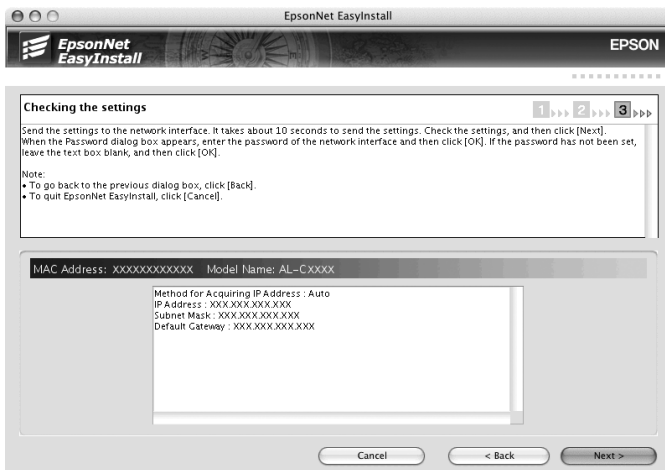 EpsonNet EasyInstall
EpsonNet
EasyInstall
EPSON
Checking the settings
1 2 3
Send the settings to the network interface. It takes about 10 seconds to send the settings. Check the settings, and then click [Next].
When the Password dialog box appears, enter the password of the network interface and then click [OK]. If the password has not been set,
leave the text box blank, and then click [OK].
Note:
• To go back to the previous dialog box, click [Back].
• To quit EpsonNet EasyInstall, click [Cancel].
MAC Address: XXXXXXXXXXXX Model Name: AL-CXXXX
Method for Acquiring IP Address : Auto
IP Address : XXX.XXX.XXX.XXX
Subnet Mask : XXX.XXX.XXX.XXX
Default Gateway : XXX.XXX.XXX.XXX
Cancel
< Back
Next >